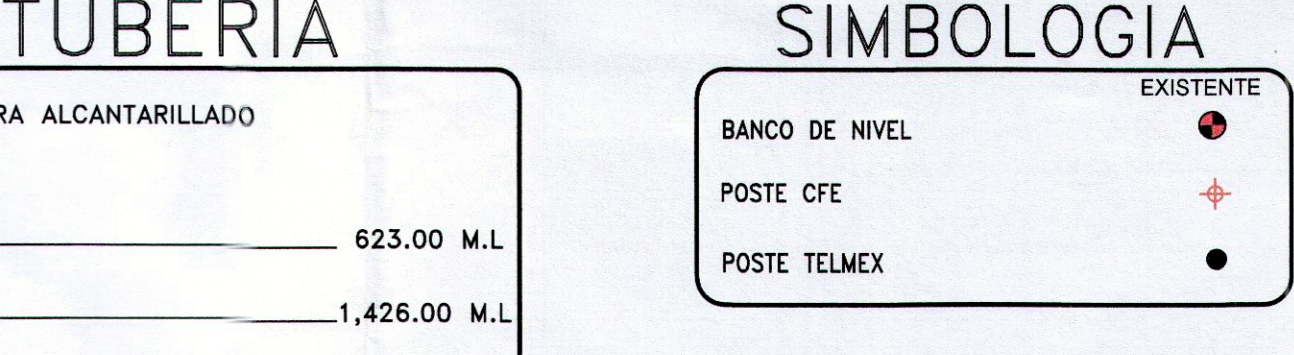 TUBERIA
RA ALCANTARILLADO
623.00 M.L
1,426.00 M.L
SIMBOLOGIA
EXISTENTE
BANCO DE NIVEL
POSTE CFE
POSTE TELMEX